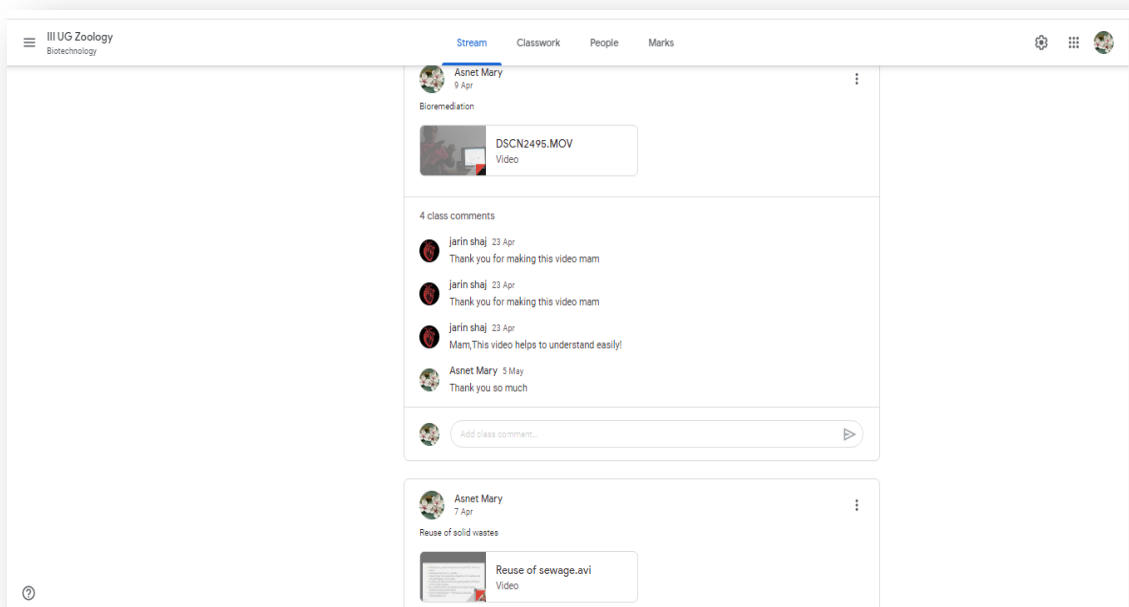 III UG Zoology
Biotechnology
Stream
Classwork
People
Marks
Asnet Mary
9 Apr
Bioremediation
DSCN2495.MOV
Video
4 class comments
jarin shaj 23 Apr
Thank you for making this video mam
jarin shaj 23 Apr
Thank you for making this video mam
jarin shaj 23 Apr
Mam,This video helps to understand easily!
Asnet Mary 5 May
Thank you so much
Add class comment...
Asnet Mary
7 Apr
Reuse of solid wastes
Reuse of sewage.avi
Video